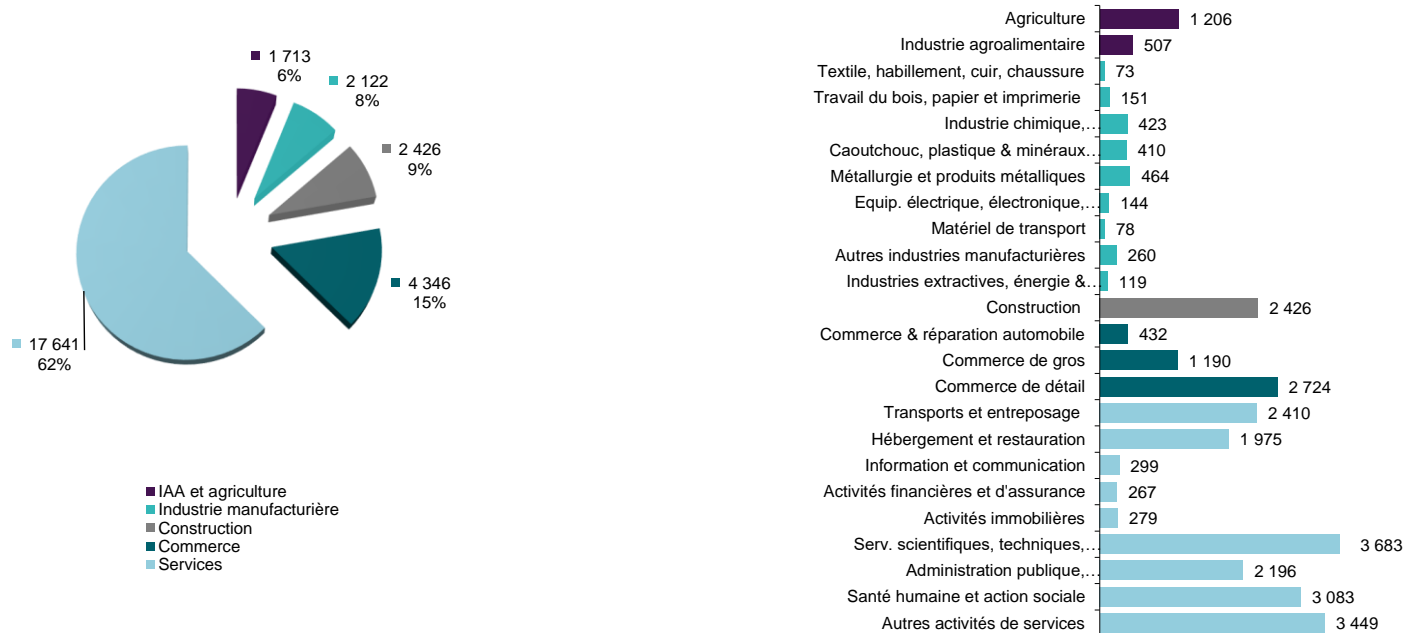 1 713
6%
2 122
8%
2 426
9%
4 346
15%
17 641
62%
IAA et agriculture
Industrie manufacturière
Construction
Commerce
Services
Agriculture 1 206
Industrie agroalimentaire 507
Textile, habillement, cuir, chaussure 73
Travail du bois, papier et imprimerie 151
Industrie chimique,… 423
Caoutchouc, plastique & minéraux… 410
Métallurgie et produits métalliques 464
Equip. électrique, électronique,… 144
Matériel de transport 78
Autres industries manufacturières 260
Industries extractives, énergie &… 119
Construction 2 426
Commerce & réparation automobile 432
Commerce de gros 1 190
Commerce de détail 2 724
Transports et entreposage 2 410
Hébergement et restauration 1 975
Information et communication 299
Activités financières et d'assurance 267
Activités immobilières 279
Serv. scientifiques, techniques,… 3 683
Administration publique,… 2 196
Santé humaine et action sociale 3 083
Autres activités de services 3 449